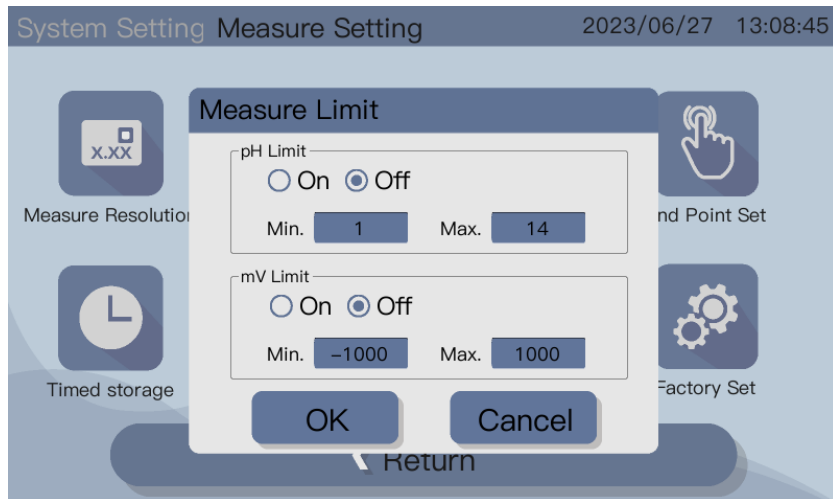 System Setting Measure Setting 2023/06/27 13:08:45
Measure Limit
pH Limit
On Off
Min. 1 Max. 14
mV Limit
On Off
Min. -1000 Max. 1000
OK Cancel
x.xx
Measure Resolutio
nd Point Set
Timed storage
Factory Set
Return